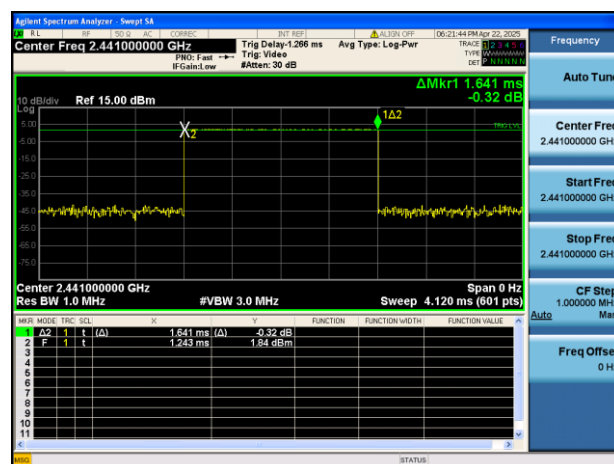 Agilent Spectrum Analyzer - Swept SA
RL RF 50 Ω AC CORREC INT REF ALIGN OFF 06:21:44 PM Apr 22, 2025
Center Freq 2.441000000 GHz
PNO: Fast
IFGain:Low
Trig Delay-1.266 ms
Trig: Video
#Atten: 30 dB
Avg Type: Log-Pwr
TRACE 1 2 3 4 5 6
TYPE
DET P N N N N N
ΔMkr1 1.641 ms
-0.32 dB
10 dB/div
Log
Ref 15.00 dBm
5.00
-5.00
-15.0
-25.0
-35.0
-45.0
-55.0
-65.0
-75.0
X2
1Δ2
TRIG LVL
Center 2.441000000 GHz
Span 0 Hz
Res BW 1.0 MHz
#VBW 3.0 MHz
Sweep 4.120 ms (601 pts)
MKR MODE TRC SCL X Y FUNCTION FUNCTION WIDTH FUNCTION VALUE
1 Δ2 1 t (Δ) 1.641 ms (Δ) -0.32 dB
2 F 1 t 1.243 ms 1.84 dBm
3
4
5
6
7
8
9
10
11
MSG
STATUS
Frequency
Auto Tune
Center Freq
2.441000000 GHz
Start Freq
2.441000000 GHz
Stop Freq
2.441000000 GHz
CF Step
1.000000 MHz
Auto Man
Freq Offset
0 Hz